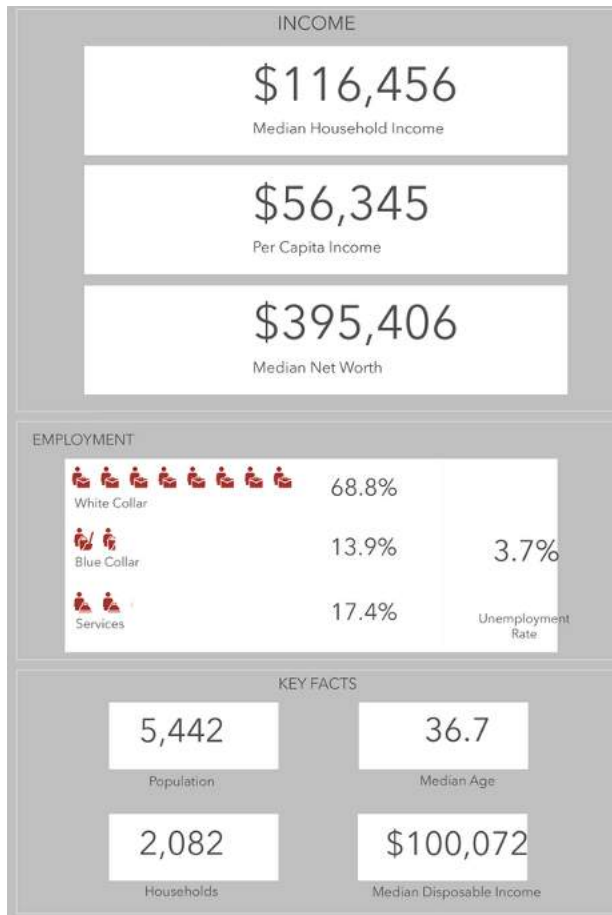 INCOME
$116,456
Median Household Income
$56,345
Per Capita Income
$395,406
Median Net Worth
EMPLOYMENT
White Collar
68.8%
Blue Collar
13.9%
Services
17.4%
3.7%
Unemployment
Rate
KEY FACTS
5,442
Population
36.7
Median Age
2,082
Households
$100,072
Median Disposable Income